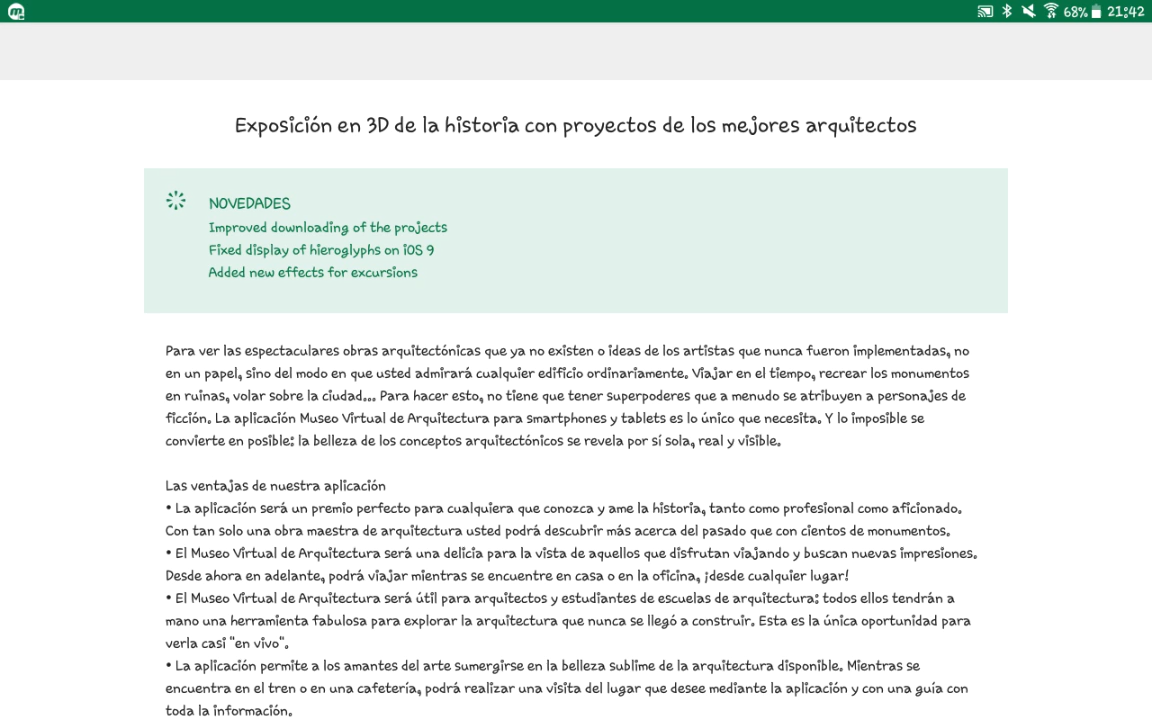 68% 21:42
Exposición en 3D de la historia con proyectos de los mejores arquitectos
NOVEDADES
Improved downloading of the projects
Fixed display of hieroglyphs on iOS 9
Added new effects for excursions
Para ver las espectaculares obras arquitectónicas que ya no existen o ideas de los artistas que nunca fueron implementadas, no
en un papel, sino del modo en que usted admirará cualquier edificio ordinariamente. Viajar en el tiempo, recrear los monumentos
en ruinas, volar sobre la ciudad... Para hacer esto, no tiene que tener superpoderes que a menudo se atribuyen a personajes de
ficción. La aplicación Museo Virtual de Arquitectura para smartphones y tablets es lo único que necesita. Y lo imposible se
convierte en posible: la belleza de los conceptos arquitectónicos se revela por sí sola, real y visible.
Las ventajas de nuestra aplicación
• La aplicación será un premio perfecto para cualquiera que conozca y ame la historia, tanto como profesional como aficionado.
Con tan solo una obra maestra de arquitectura usted podrá descubrir más acerca del pasado que con cientos de monumentos.
• El Museo Virtual de Arquitectura será una delicia para la vista de aquellos que disfrutan viajando y buscan nuevas impresiones.
Desde ahora en adelante, podrá viajar mientras se encuentre en casa o en la oficina, ¡desde cualquier lugar!
• El Museo Virtual de Arquitectura será útil para arquitectos y estudiantes de escuelas de arquitectura: todos ellos tendrán a
mano una herramienta fabulosa para explorar la arquitectura que nunca se llegó a construir. Esta es la única oportunidad para
verla casi "en vivo".
• La aplicación permite a los amantes del arte sumergirse en la belleza sublime de la arquitectura disponible. Mientras se
encuentra en el tren o en una cafetería, podrá realizar una visita del lugar que desee mediante la aplicación y con una guía con
toda la información.